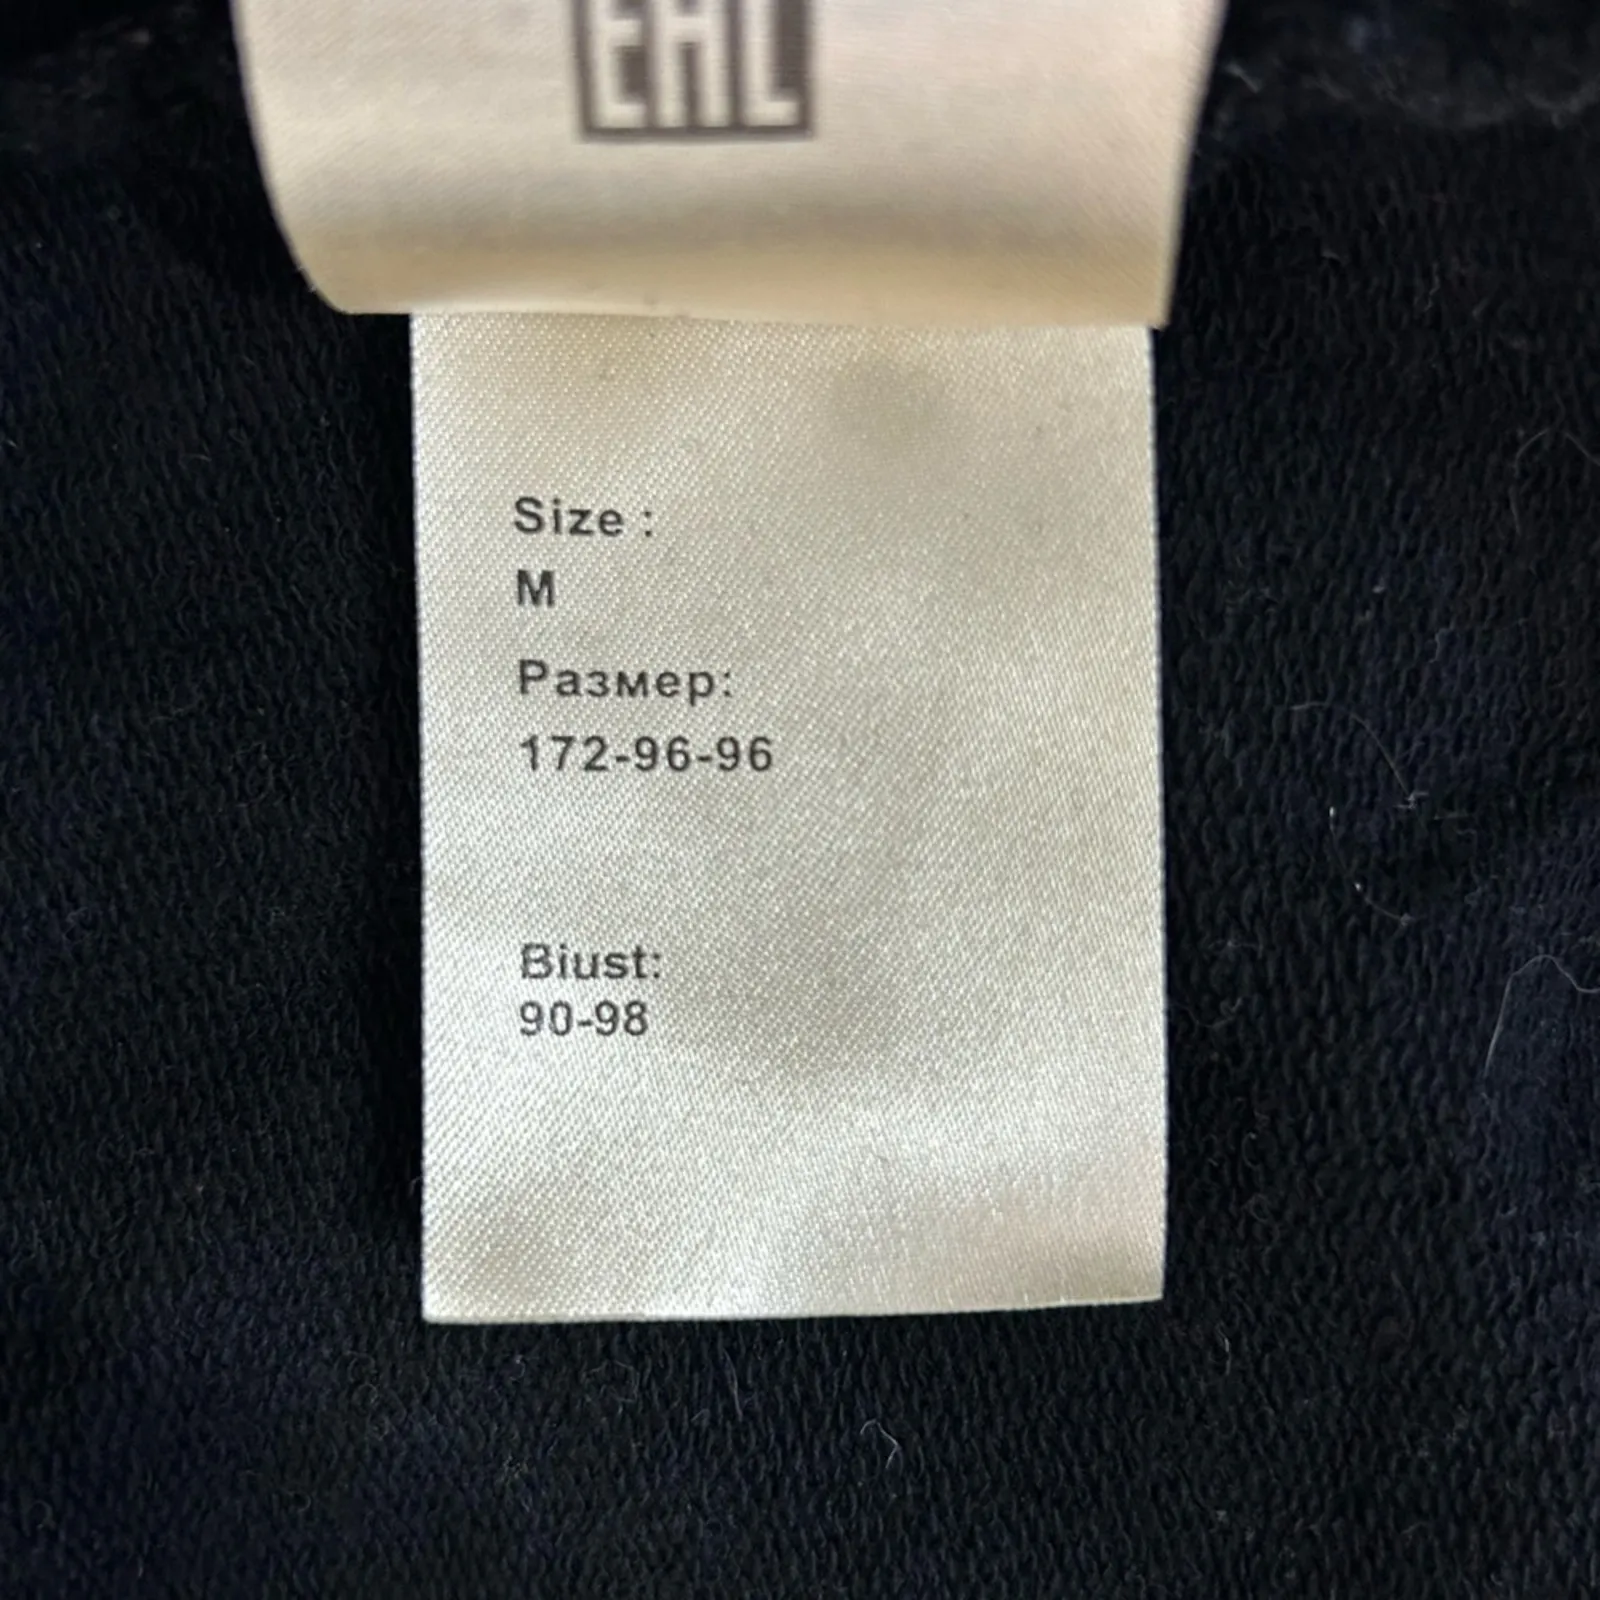 EAC
Size :
M
Размер:
172-96-96
Biust:
90-98